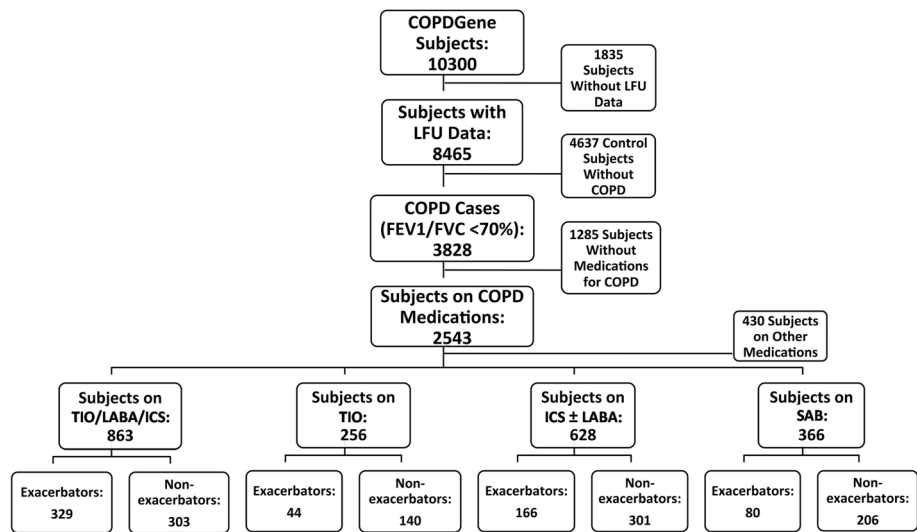 COPDGene
Subjects:
10300
1835
Subjects
Without LFU
Data
Subjects with
LFU Data:
8465
4637 Control
Subjects
Without
COPD
COPD Cases
(FEV1/FVC <70%):
3828
1285 Subjects
Without
Medications
for COPD
Subjects on COPD
Medications:
2543
430 Subjects
on Other
Medications
Subjects on
TIO/LABA/ICS:
863
Subjects on
TIO:
256
Subjects on
ICS ± LABA:
628
Subjects on
SAB:
366
Exacerbators:
329
Non-
exacerbators:
303
Exacerbators:
44
Non-
exacerbators:
140
Exacerbators:
166
Non-
exacerbators:
301
Exacerbators:
80
Non-
exacerbators:
206